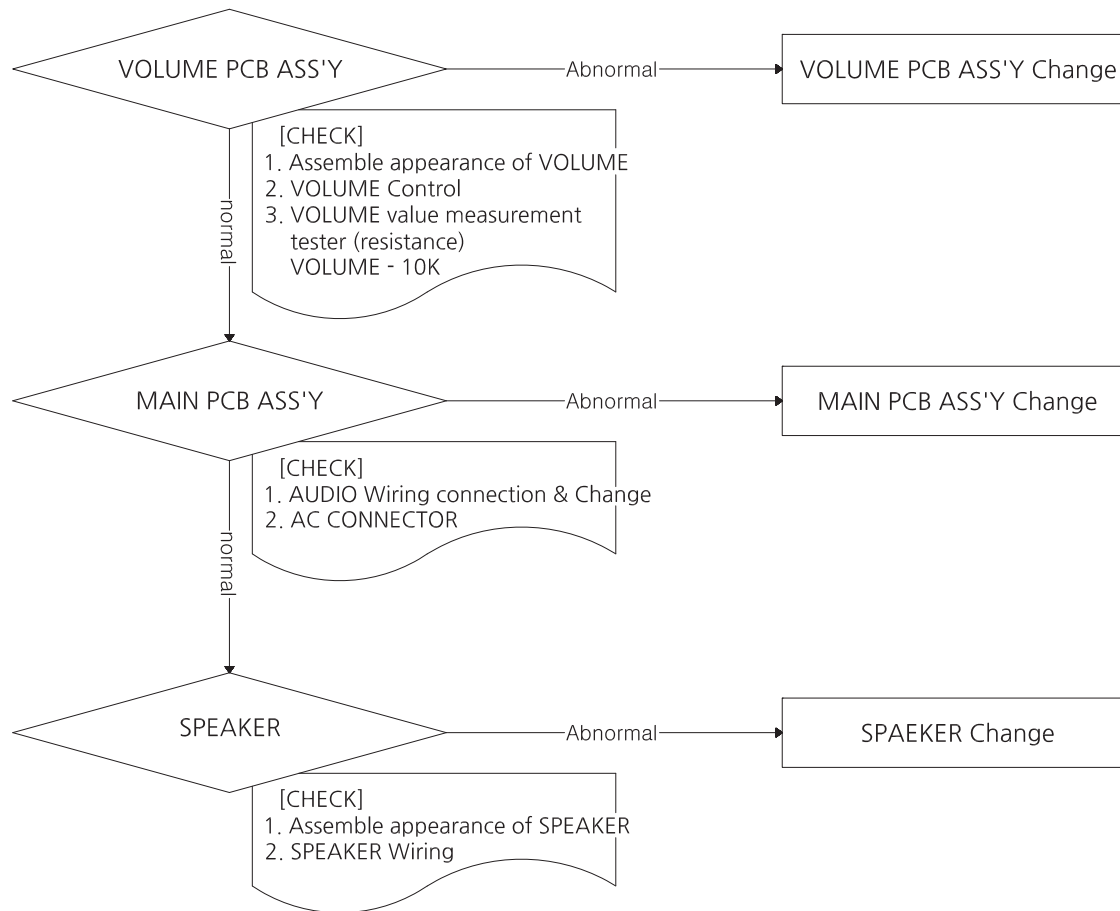 VOLUME PCB ASS'Y
Abnormal
VOLUME PCB ASS'Y Change
[CHECK]
1. Assemble appearance of VOLUME
2. VOLUME Control
3. VOLUME value measurement
tester (resistance)
VOLUME - 10K
normal
MAIN PCB ASS'Y
Abnormal
MAIN PCB ASS'Y Change
[CHECK]
1. AUDIO Wiring connection & Change
2. AC CONNECTOR
normal
SPEAKER
Abnormal
SPAEKER Change
[CHECK]
1. Assemble appearance of SPEAKER
2. SPEAKER Wiring